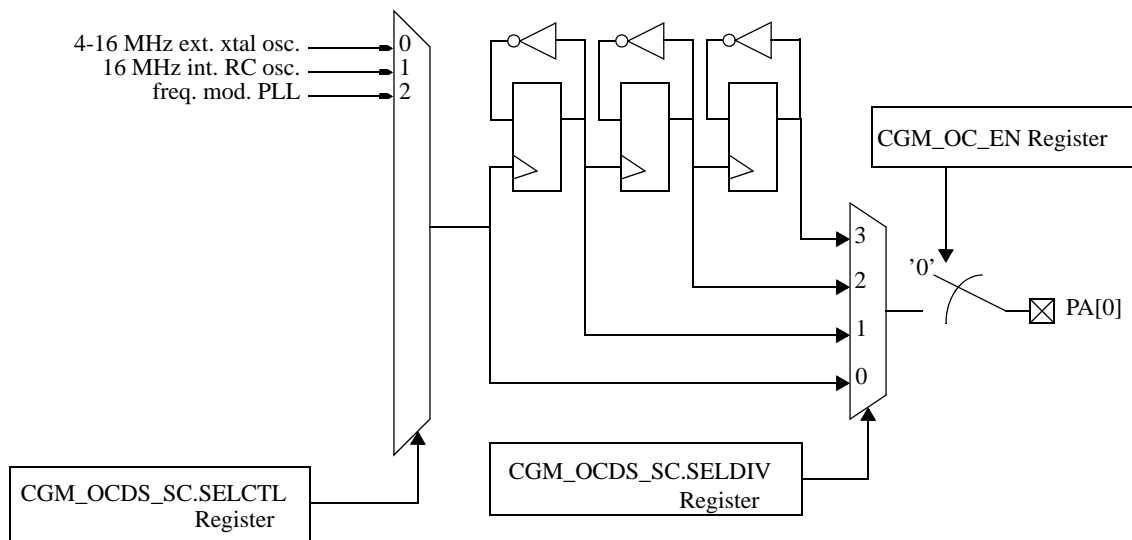 4-16 MHz ext. xtal osc.
16 MHz int. RC osc.
freq. mod. PLL
0
1
2
CGM_OC_EN Register
3
2
1
0
’0’
PA[0]
CGM_OCDS_SC.SELCTL
Register
CGM_OCDS_SC.SELDIV
Register